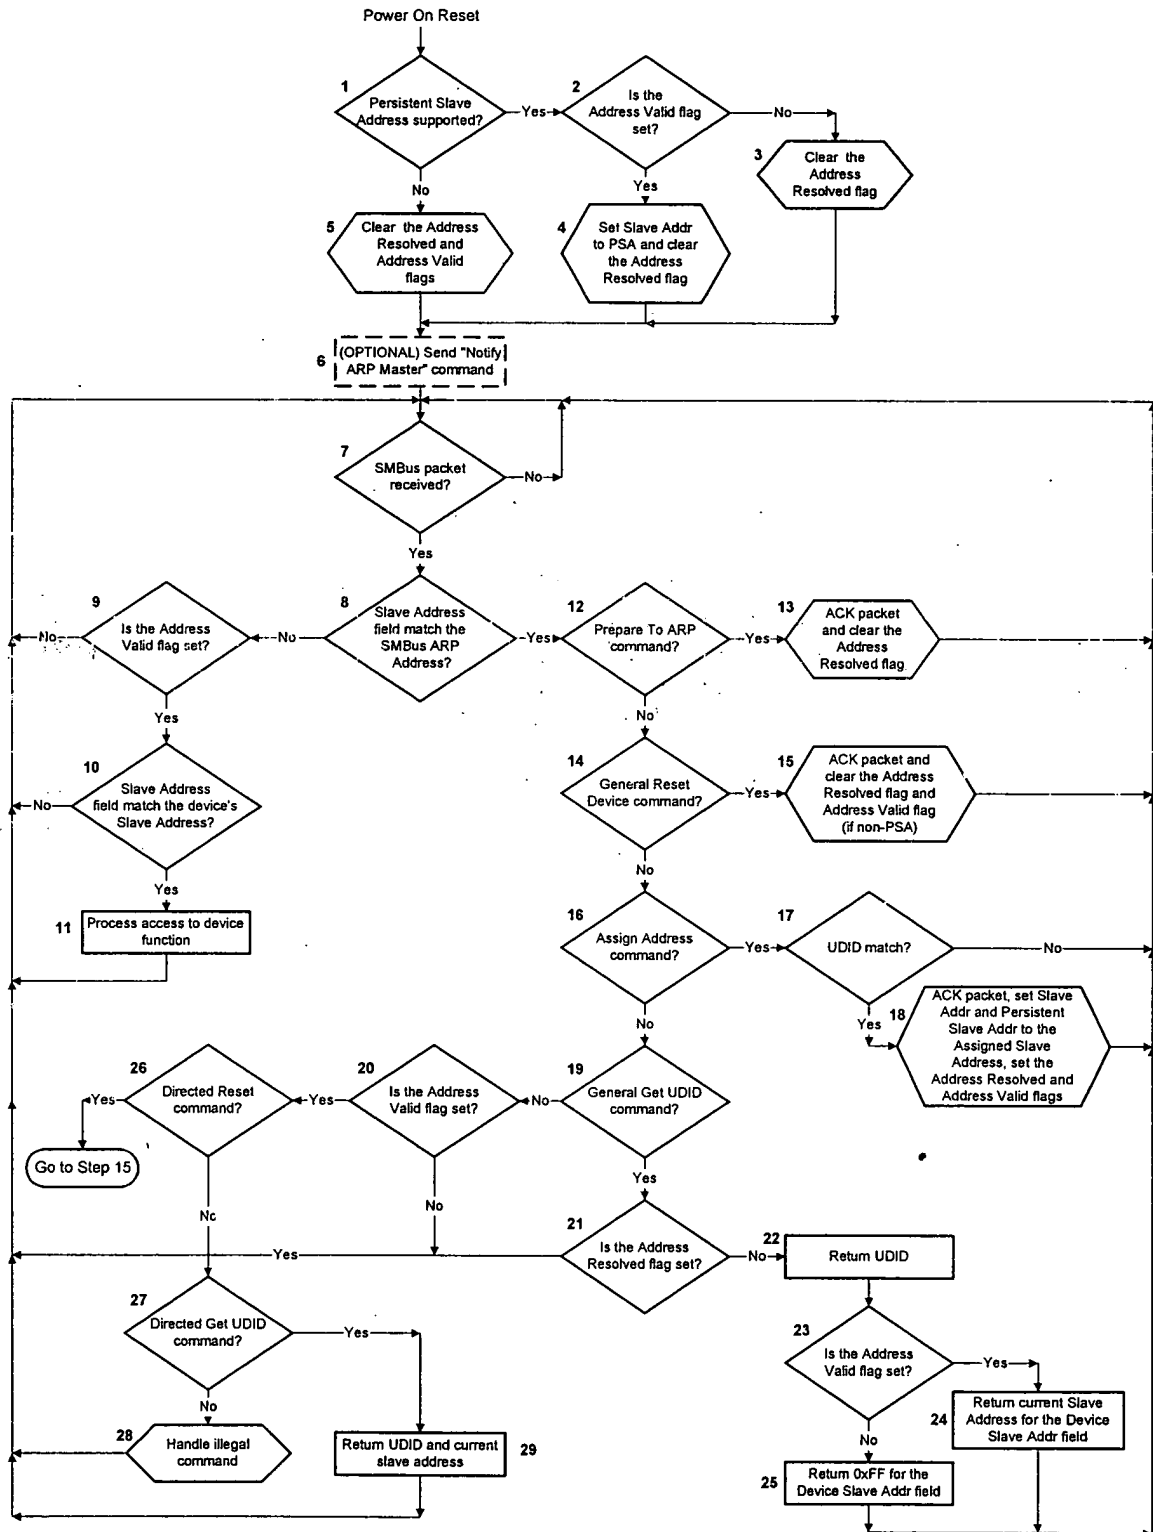 Power On Reset
1
Persistent Slave
Address supported?
Yes
2
Is the
Address Valid flag
set?
No
3
Clear the
Address
Resolved flag
No
Yes
5
Clear the Address
Resolved and
Address Valid
flags
4
Set Slave Addr
to PSA and clear
the Address
Resolved flag
6
(OPTIONAL) Send "Notify
ARP Master" command
7
SMBus packet
received?
No
Yes
9
Is the Address
Valid flag set?
No
No
8
Slave Address
field match the
SMBus ARP
Address?
Yes
12
Prepare To ARP
command?
Yes
13
ACK packet
and clear the
Address
Resolved flag
Yes
No
10
Slave Address
field match the device's
Slave Address?
No
14
General Reset
Device command?
Yes
15
ACK packet and
clear the Address
Resolved flag and
Address Valid flag
(if non-PSA)
Yes
No
11
Process access to device
function
16
Assign Address
command?
Yes
17
UDID match?
No
No
Yes
18
ACK packet, set Slave
Addr and Persistent
Slave Addr to the
Assigned Slave
Address, set the
Address Resolved and
Address Valid flags
26
Directed Reset
command?
Yes
Yes
20
Is the Address
Valid flag set?
No
19
General Get UDID
command?
Go to Step 15
No
No
Yes
21
Is the Address
Resolved flag set?
Yes
No
22
Return UDID
27
Directed Get UDID
command?
Yes
23
Is the Address
Valid flag set?
Yes
No
No
28
Handle illegal
command
29
Return UDID and current
slave address
24
Return current Slave
Address for the Device
Slave Addr field
25
Return 0xFF for the
Device Slave Addr field